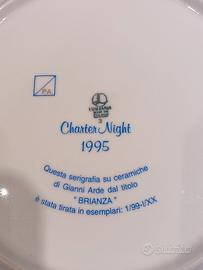 PA
Charter Night
1995
Questa serigrafia su ceramiche
di Gianni Arde dal titolo
" BRIANZA "
è stata tirata in esemplari: 1/99-I/XX
subito